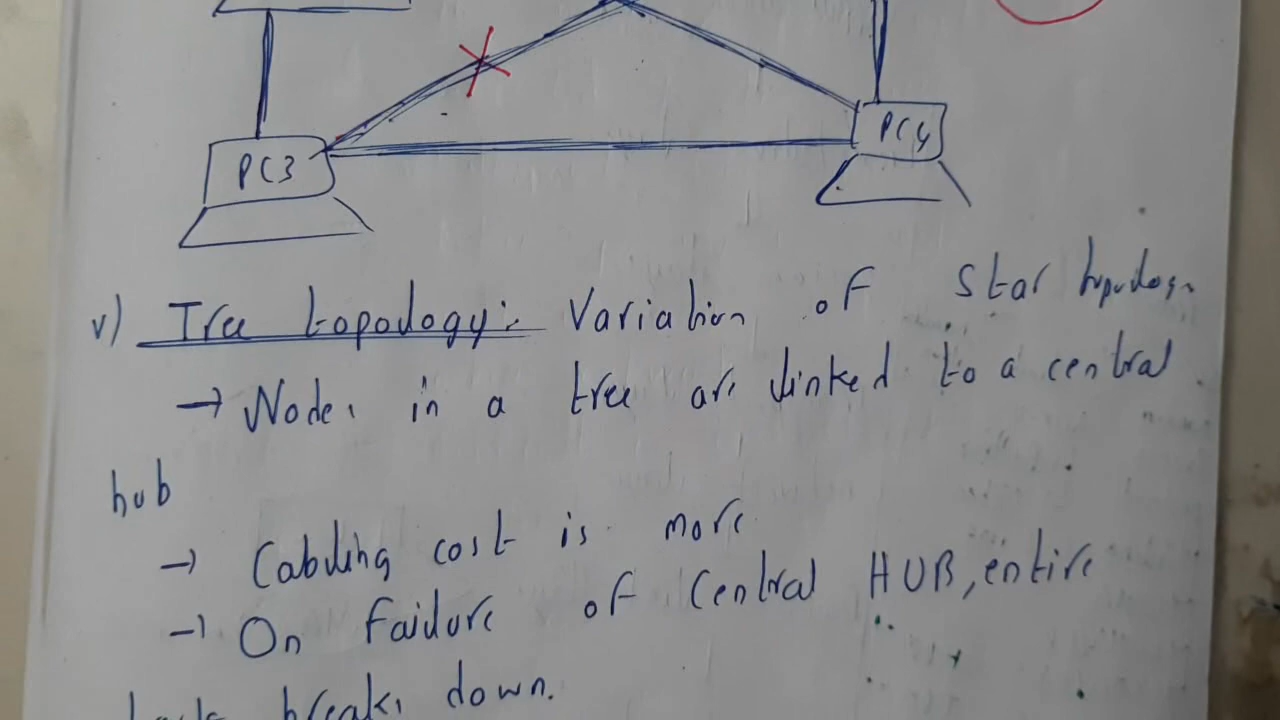 PC3
PC4
v) Tree topology: Variation of star topology
→ Nodes in a tree are linked to a central
hub
→ Cabling cost is more
→ On failure of Central HUB, entire
breaks down.